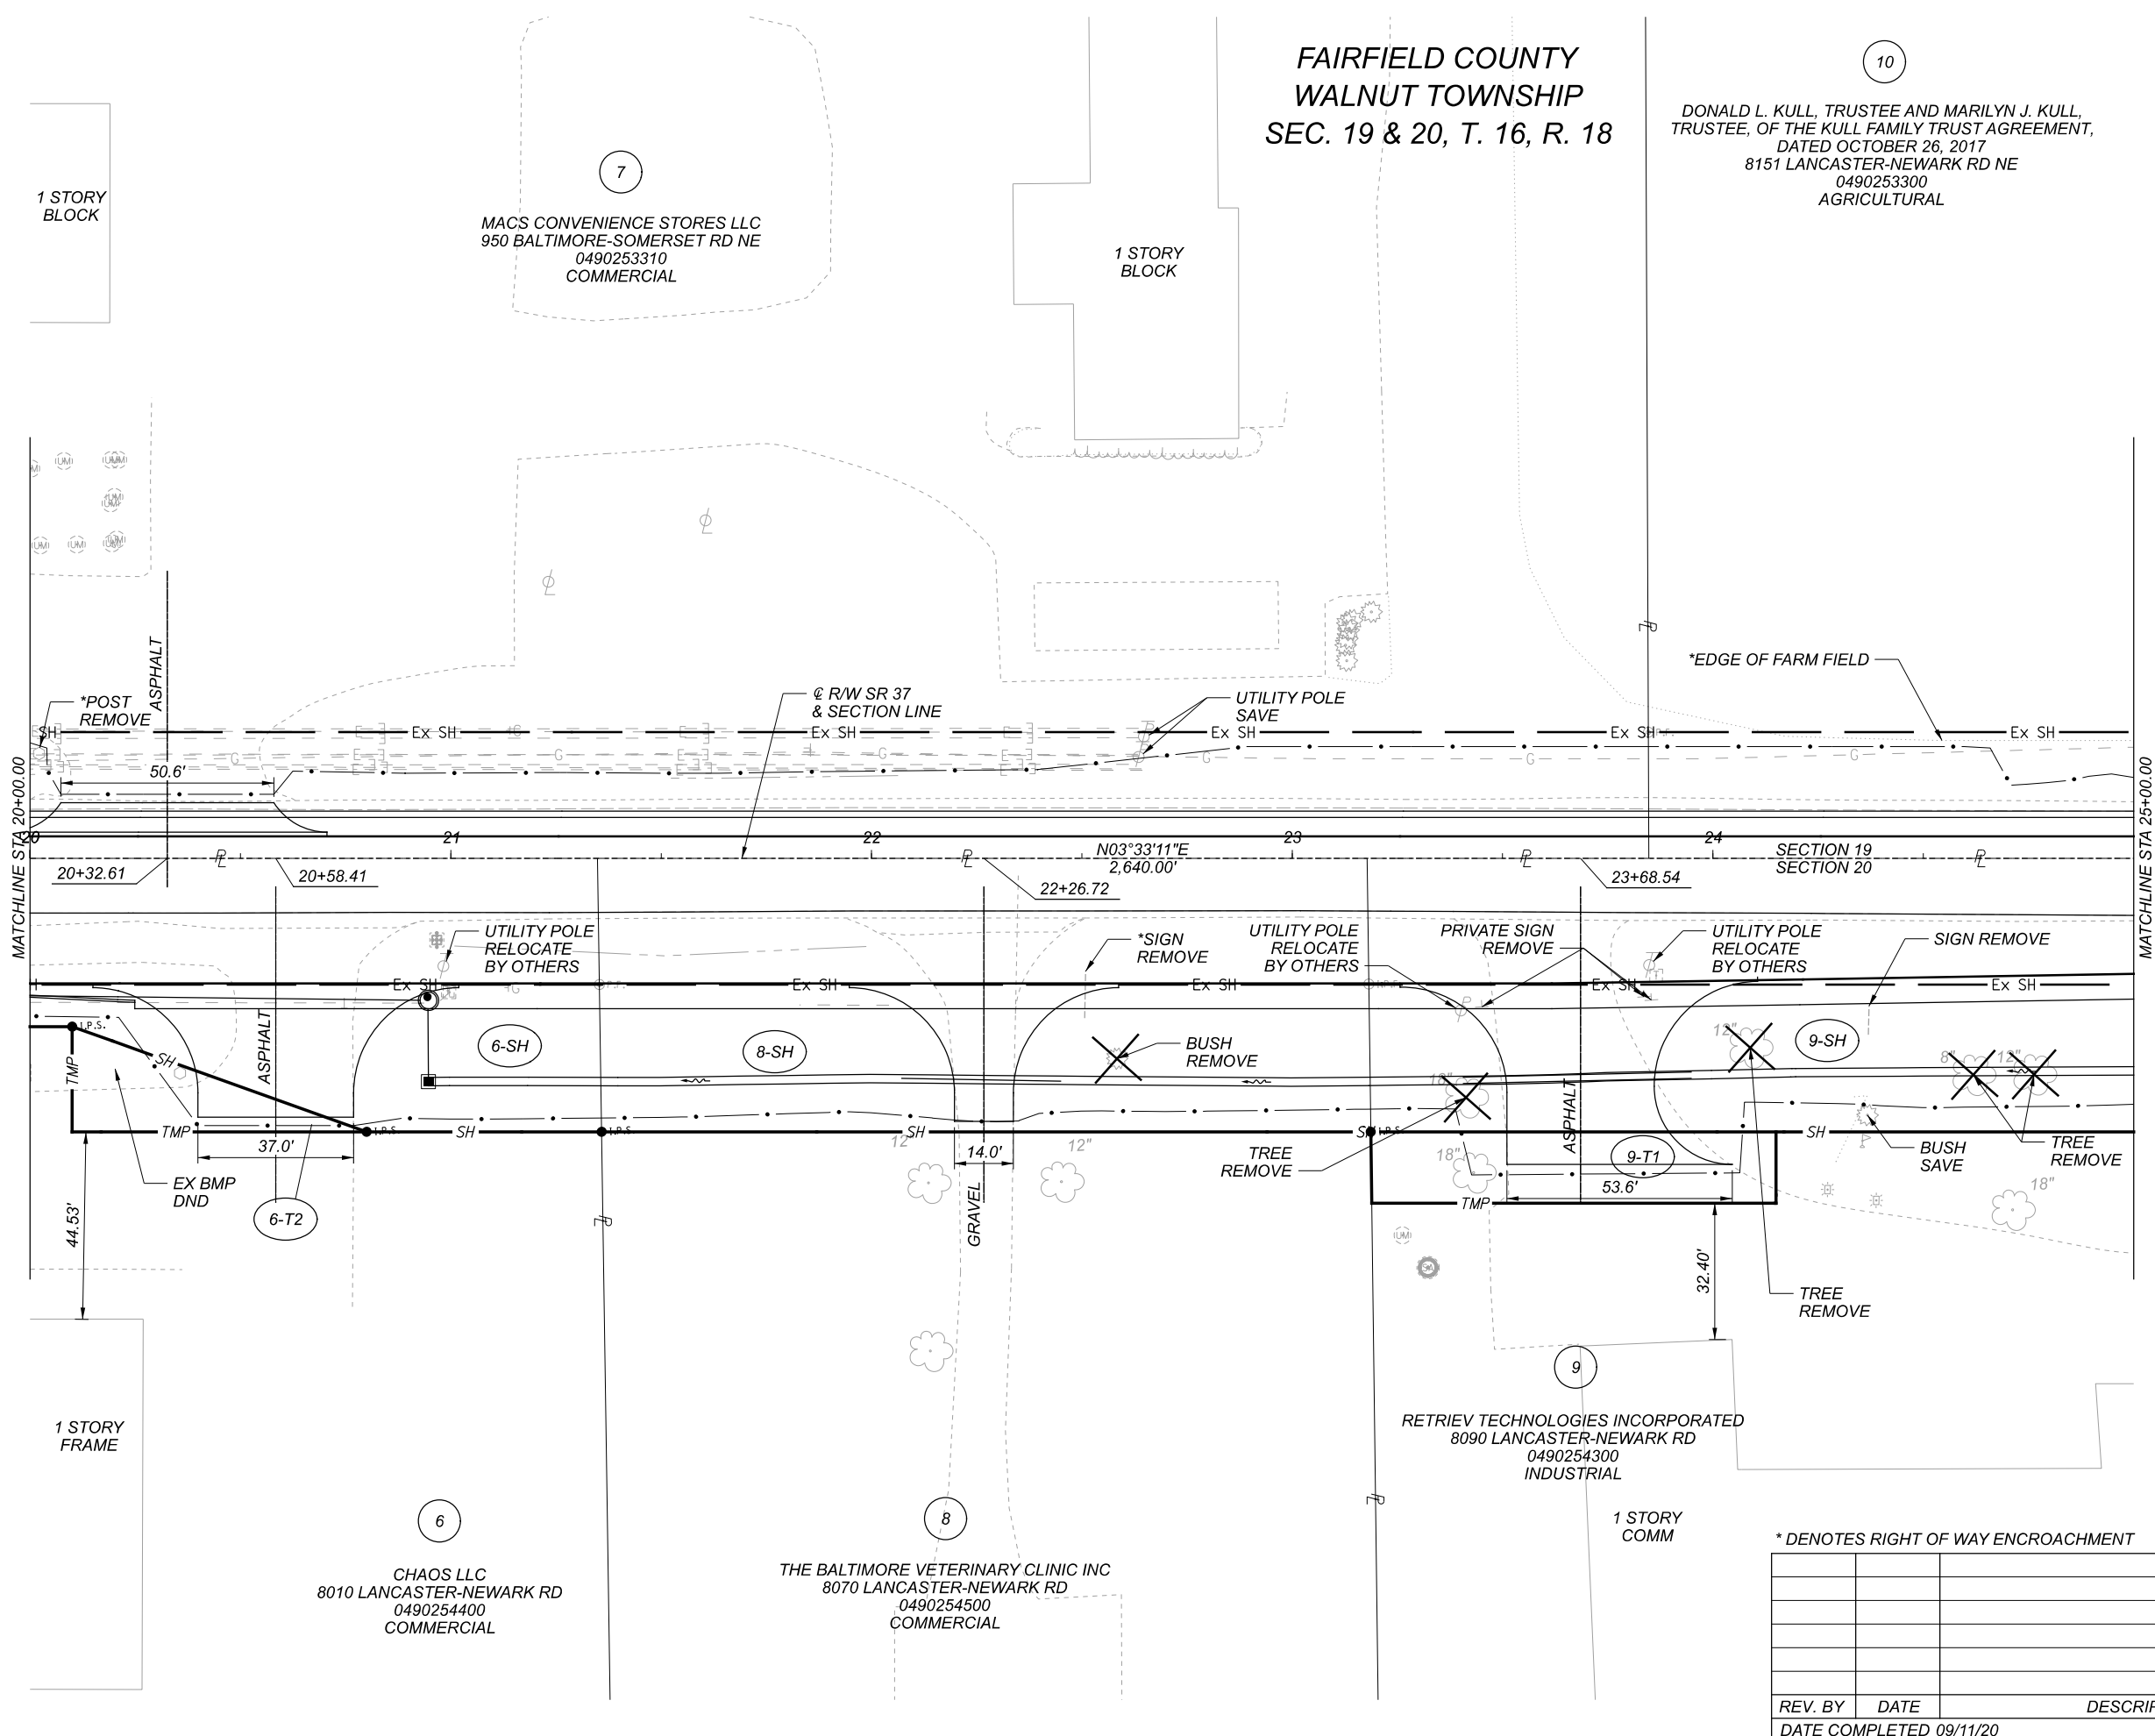 FAIRFIELD COUNTY
WALNUT TOWNSHIP
SEC. 19 & 20, T. 16, R. 18
10
DONALD L. KULL, TRUSTEE AND MARILYN J. KULL,
TRUSTEE, OF THE KULL FAMILY TRUST AGREEMENT,
DATED OCTOBER 26, 2017
8151 LANCASTER-NEWARK RD NE
0490253300
AGRICULTURAL
7
MACS CONVENIENCE STORES LLC
950 BALTIMORE-SOMERSET RD NE
0490253310
COMMERCIAL
1 STORY
BLOCK
1 STORY
BLOCK
*EDGE OF FARM FIELD
ASPHALT
*POST
REMOVE
℄ R/W SR 37
& SECTION LINE
UTILITY POLE
SAVE
SH
Ex SH
Ex SH
Ex SH
Ex SH
Ex SH
50.6'
MATCHLINE STA 20+00.00
MATCHLINE STA 25+00.00
20
21
22
23
24
N03°33'11"E
2,640.00'
SECTION 19
SECTION 20
20+32.61
20+58.41
22+26.72
23+68.54
UTILITY POLE
RELOCATE
BY OTHERS
*SIGN
REMOVE
UTILITY POLE
RELOCATE
BY OTHERS
PRIVATE SIGN
REMOVE
UTILITY POLE
RELOCATE
BY OTHERS
SIGN REMOVE
Ex SH
Ex SH
Ex SH
Ex SH
Ex SH
I.P.S.
TMP
SH
ASPHALT
6-SH
8-SH
BUSH
REMOVE
12"
9-SH
8"
12"
18"
TMP
I.P.S.
SH
I.P.S.
SH
SH
I.P.S.
SH
37.0'
12"
14.0'
12"
TREE
REMOVE
18"
ASPHALT
9-T1
53.6'
BUSH
SAVE
TREE
REMOVE
18"
EX BMP
DND
6-T2
44.53'
GRAVEL
TMP
32.40'
TREE
REMOVE
1 STORY
FRAME
9
RETRIEV TECHNOLOGIES INCORPORATED
8090 LANCASTER-NEWARK RD
0490254300
INDUSTRIAL
1 STORY
COMM
6
CHAOS LLC
8010 LANCASTER-NEWARK RD
0490254400
COMMERCIAL
8
THE BALTIMORE VETERINARY CLINIC INC
8070 LANCASTER-NEWARK RD
0490254500
COMMERCIAL
* DENOTES RIGHT OF WAY ENCROACHMENT
REV. BY DATE
DATE COMPLETED 09/11/20